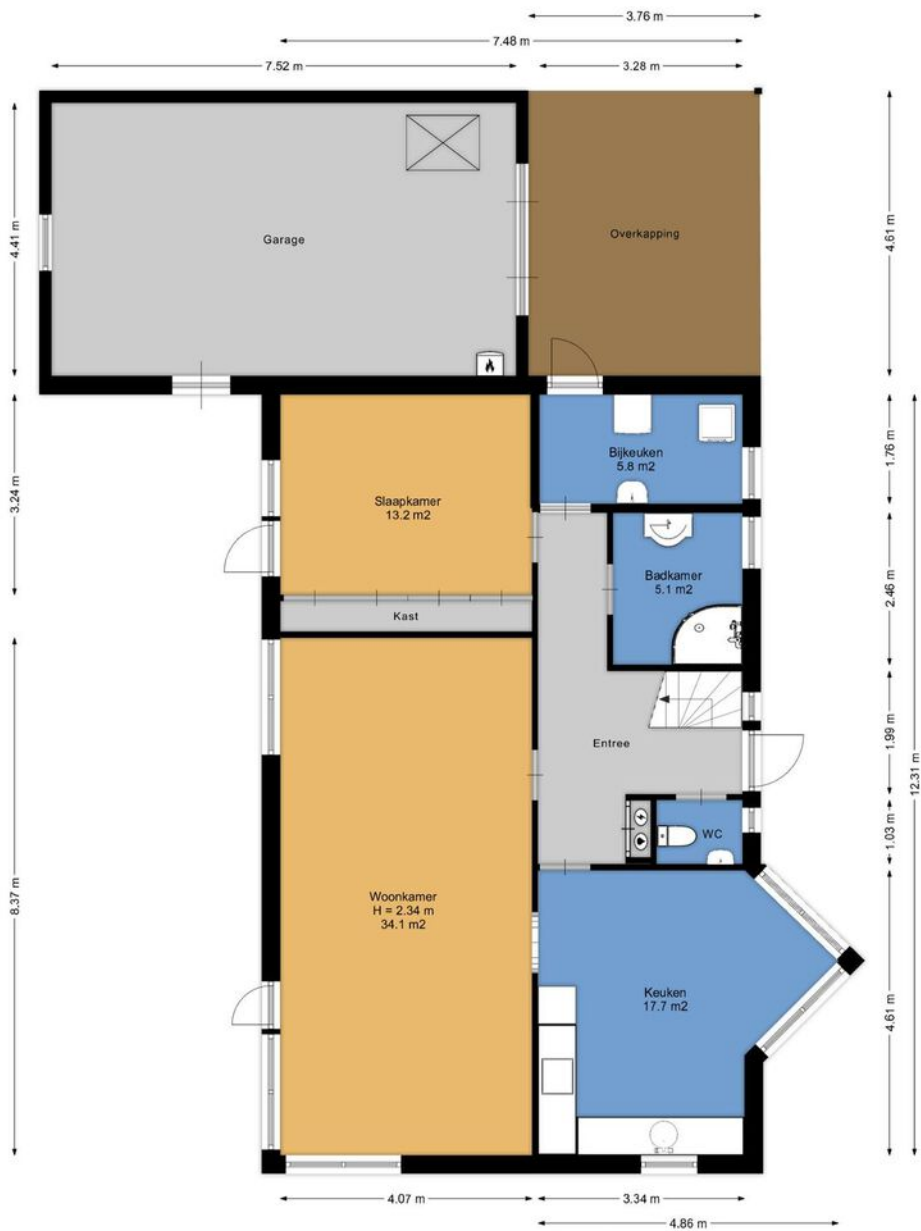 3.76 m
7.48 m
7.52 m
3.28 m
4.41 m
4.61 m
Garage
Overkapping
3.24 m
1.76 m
12.31 m
Bijkeuken
5.8 m2
Slaapkamer
13.2 m2
2.46 m
Badkamer
5.1 m2
Kast
8.37 m
1.99 m
Entree
1.03 m
WC
Woonkamer
H = 2.34 m
34.1 m2
Keuken
17.7 m2
4.61 m
4.07 m
3.34 m
4.86 m